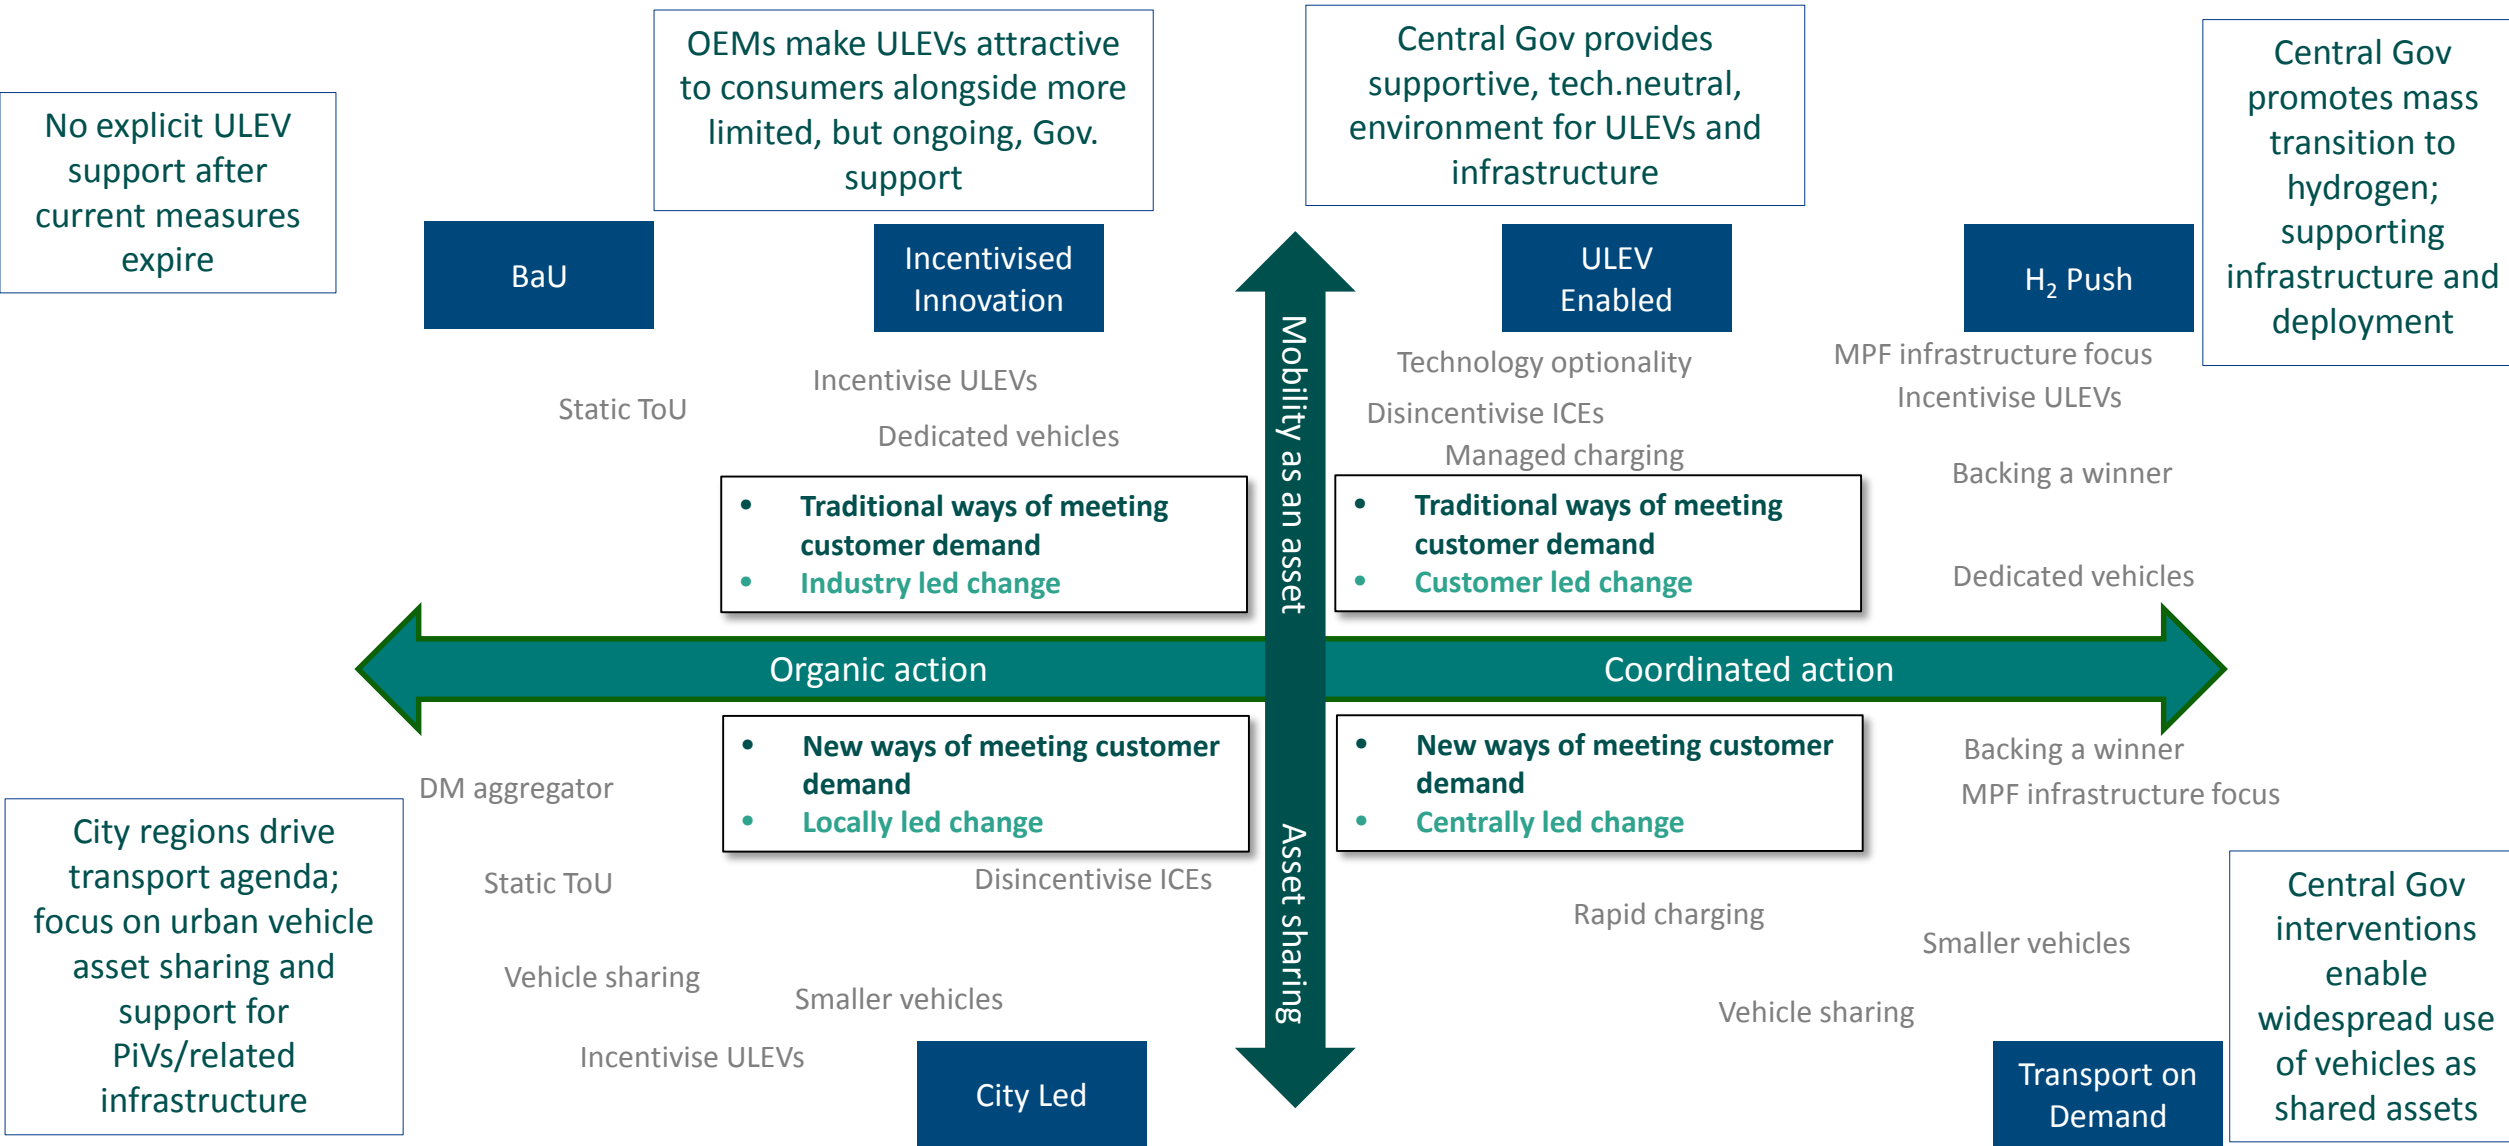 No explicit ULEV
support after
current measures
expire
OEMs make ULEVs attractive
to consumers alongside more
limited, but ongoing, Gov.
support
Central Gov provides
supportive, tech.neutral,
environment for ULEVs and
infrastructure
Central Gov
promotes mass
transition to
hydrogen;
supporting
infrastructure and
deployment
BaU
Incentivised
Innovation
ULEV
Enabled
H₂ Push
Static ToU
Incentivise ULEVs
Dedicated vehicles
Technology optionality
Disincentivise ICEs
Managed charging
MPF infrastructure focus
Incentivise ULEVs
Backing a winner
Dedicated vehicles
• Traditional ways of meeting
customer demand
• Industry led change
Mobility as an asset
• Traditional ways of meeting
customer demand
• Customer led change
Organic action
Coordinated action
• New ways of meeting customer
demand
• Locally led change
Asset sharing
• New ways of meeting customer
demand
• Centrally led change
DM aggregator
Static ToU
Disincentivise ICEs
Vehicle sharing
Smaller vehicles
Incentivise ULEVs
Backing a winner
MPF infrastructure focus
Rapid charging
Smaller vehicles
Vehicle sharing
City regions drive
transport agenda;
focus on urban vehicle
asset sharing and
support for
PiVs/related
infrastructure
City Led
Transport on
Demand
Central Gov
interventions
enable
widespread use
of vehicles as
shared assets